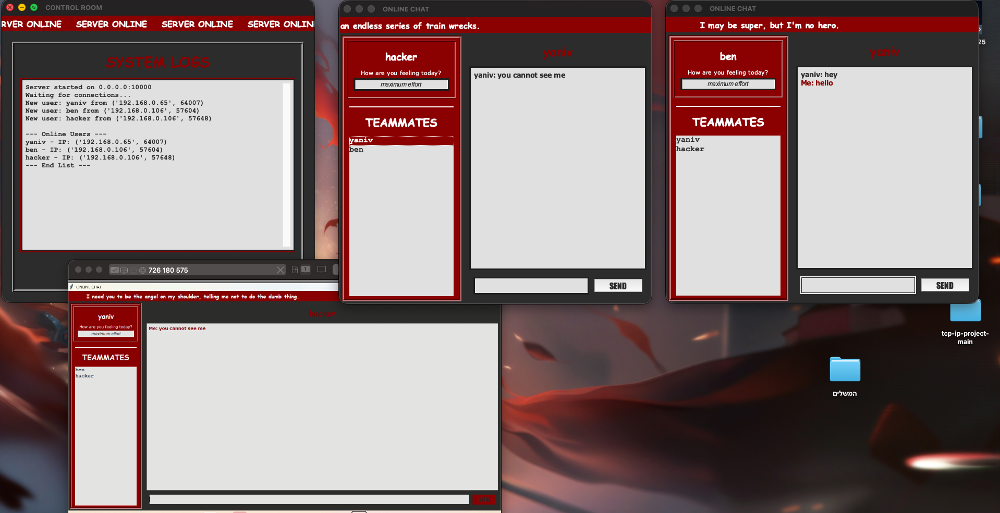 CONTROL ROOM
RVER ONLINE SERVER ONLINE SERVER ONLINE SERVER ONLIN
SYSTEM LOGS
Server started on 0.0.0.0:10000
Waiting for connections...
New user: yaniv from ('192.168.0.65', 64007)
New user: ben from ('192.168.0.106', 57604)
New user: hacker from ('192.168.0.106', 57648)
--- Online Users ---
yaniv - IP: ('192.168.0.65', 64007)
ben - IP: ('192.168.0.106', 57604)
hacker - IP: ('192.168.0.106', 57648)
--- End List ---
ONLINE CHAT
an endless series of train wrecks.
hacker
How are you feeling today?
maximum effort
TEAMMATES
yaniv
ben
yaniv
yaniv: you cannot see me
SEND
ONLINE CHAT
I may be super, but I'm no hero.
ben
How are you feeling today?
maximum effort
TEAMMATES
yaniv
hacker
yaniv
yaniv: hey
Me: hello
SEND
25
726 180 575
1
ONLINE CHAT
I need you to be the angel on my shoulder, telling me not to do the dumb thing.
yaniv
How are you feeling today?
maximum effort
TEAMMATES
ben
hacker
hacker
Me: you cannot see me
SEND
tcp-ip-project-
main
המשלים